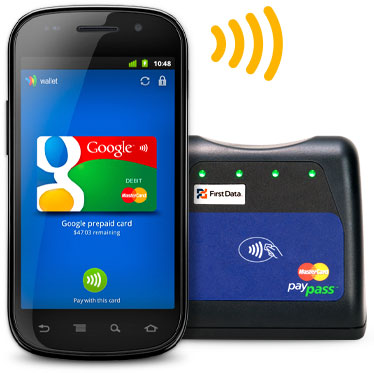 10:48
wallet
Google
DEBIT
MasterCard
Google prepaid card
$47.03 remaining
Pay with this card
First Data
MasterCard
paypass